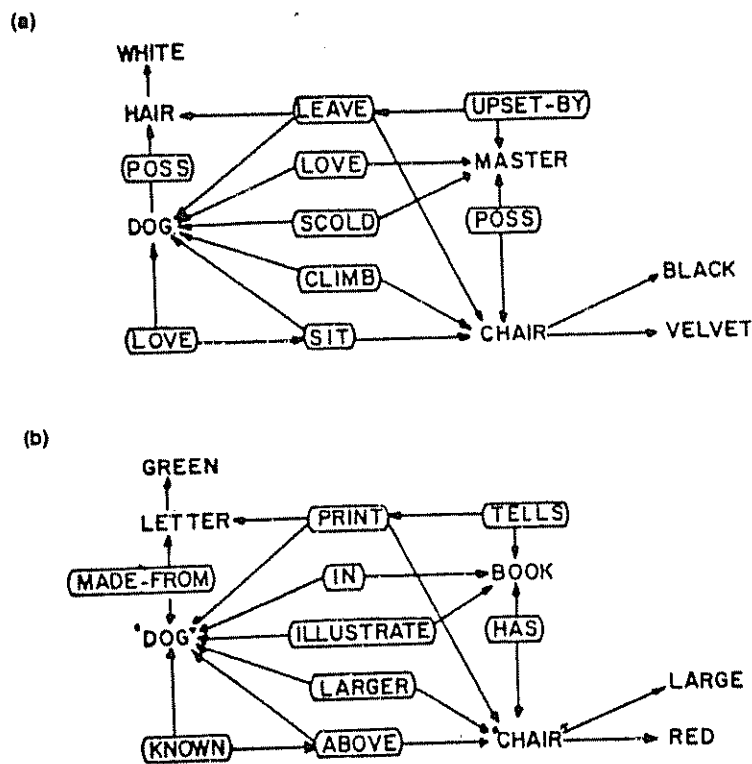 (a)
WHITE
HAIR LEAVE UPSET-BY
POSS LOVE MASTER
DOG SCOLD POSS
CLIMB BLACK
LOVE SIT CHAIR VELVET
(b)
GREEN
LETTER PRINT TELLS
MADE-FROM IN BOOK
"DOG" ILLUSTRATE HAS
LARGER LARGE
KNOWN ABOVE "CHAIR" RED